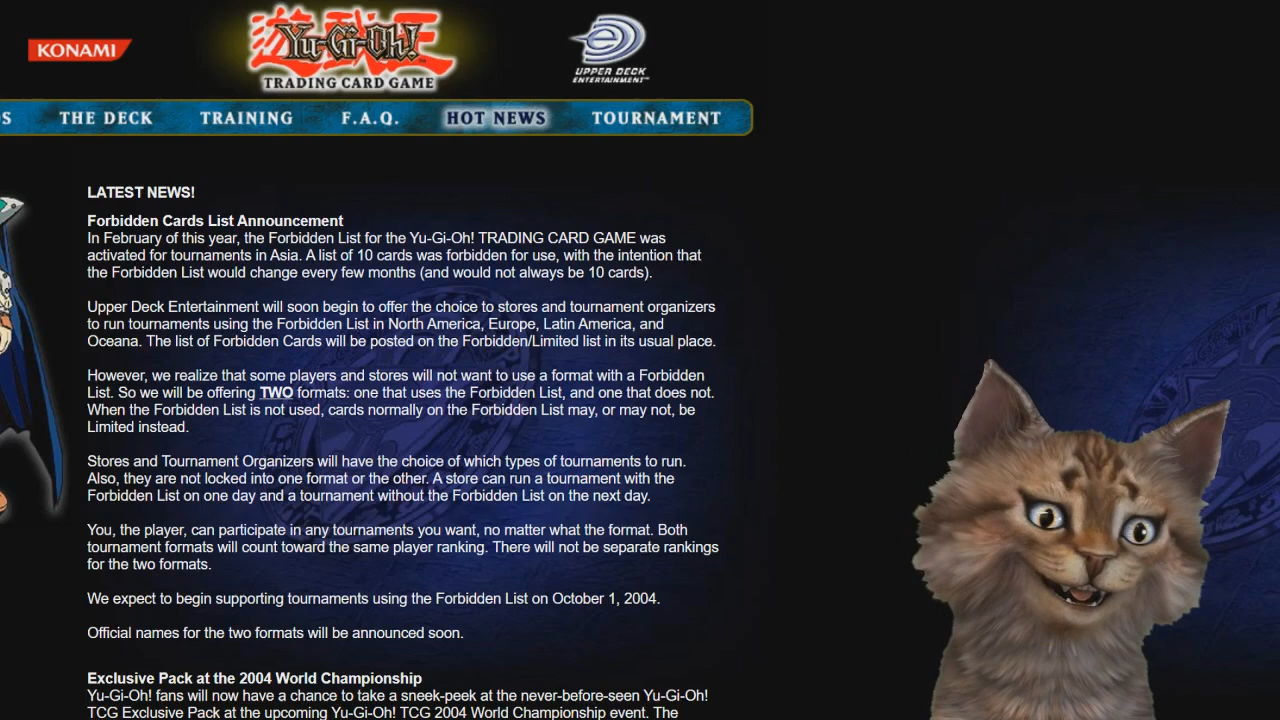 KONAMI
遊戯王
Yu-Gi-Oh!
TRADING CARD GAME
UPPER DECK
ENTERTAINMENT™
S
THE DECK
TRAINING
F.A.Q.
HOT NEWS
TOURNAMENT
LATEST NEWS!
Forbidden Cards List Announcement
In February of this year, the Forbidden List for the Yu-Gi-Oh! TRADING CARD GAME was
activated for tournaments in Asia. A list of 10 cards was forbidden for use, with the intention that
the Forbidden List would change every few months (and would not always be 10 cards).
Upper Deck Entertainment will soon begin to offer the choice to stores and tournament organizers
to run tournaments using the Forbidden List in North America, Europe, Latin America, and
Oceana. The list of Forbidden Cards will be posted on the Forbidden/Limited list in its usual place.
However, we realize that some players and stores will not want to use a format with a Forbidden
List. So we will be offering TWO formats: one that uses the Forbidden List, and one that does not.
When the Forbidden List is not used, cards normally on the Forbidden List may, or may not, be
Limited instead.
Stores and Tournament Organizers will have the choice of which types of tournaments to run.
Also, they are not locked into one format or the other. A store can run a tournament with the
Forbidden List on one day and a tournament without the Forbidden List on the next day.
You, the player, can participate in any tournaments you want, no matter what the format. Both
tournament formats will count toward the same player ranking. There will not be separate rankings
for the two formats.
We expect to begin supporting tournaments using the Forbidden List on October 1, 2004.
Official names for the two formats will be announced soon.
Exclusive Pack at the 2004 World Championship
Yu-Gi-Oh! fans will now have a chance to take a sneek-peek at the never-before-seen Yu-Gi-Oh!
TCG Exclusive Pack at the upcoming Yu-Gi-Oh! TCG 2004 World Championship event. The